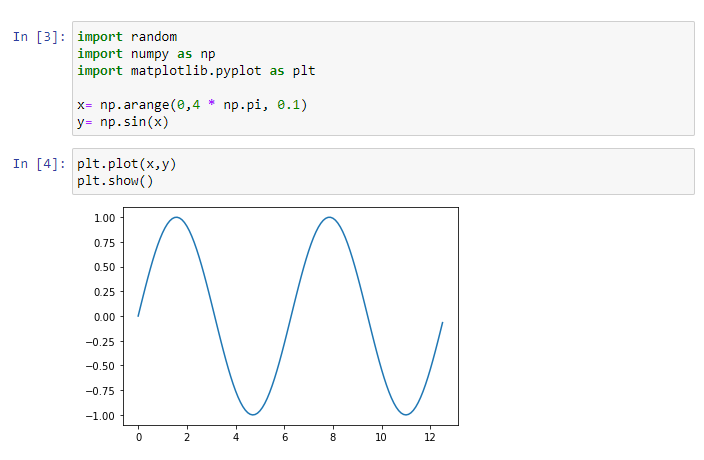 In [3]: import random
import numpy as np
import matplotlib.pyplot as plt
x= np.arange(0,4 * np.pi, 0.1)
y= np.sin(x)
In [4]: plt.plot(x,y)
plt.show()
1.00
0.75
0.50
0.25
0.00
−0.25
−0.50
−0.75
−1.00
0 2 4 6 8 10 12